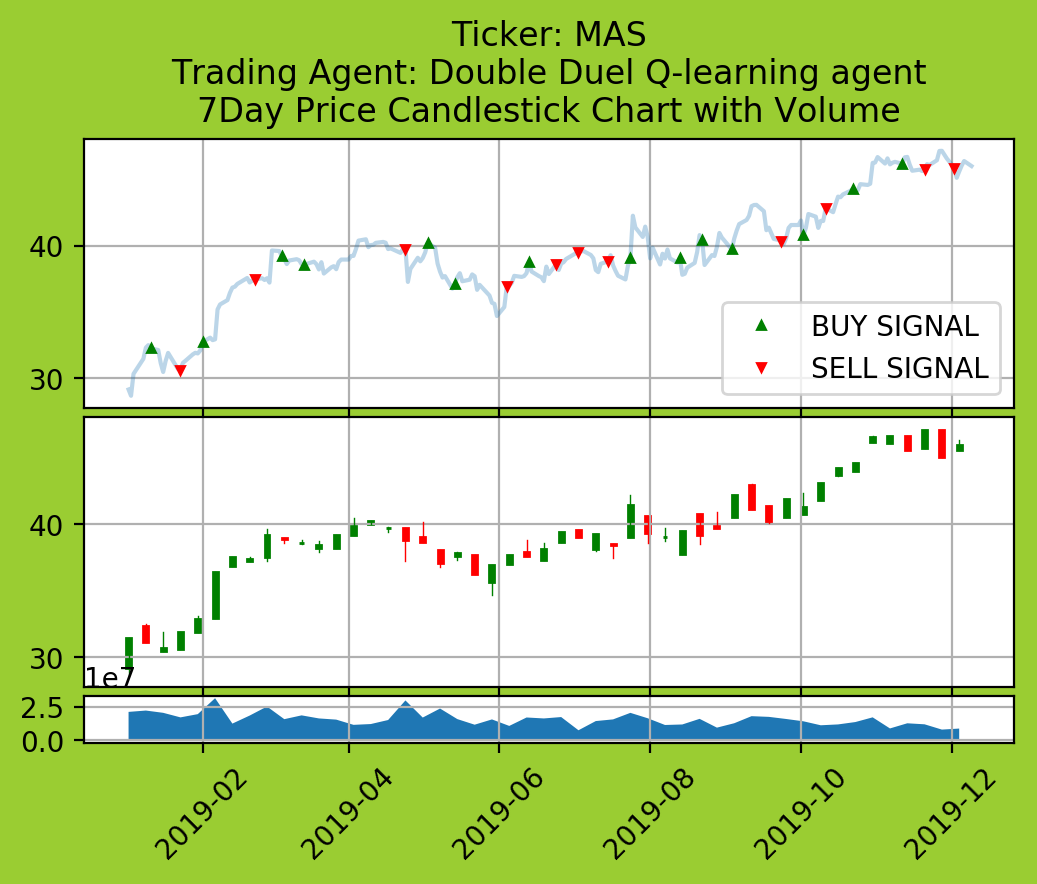 Ticker: MAS
Trading Agent: Double Duel Q-learning agent
7Day Price Candlestick Chart with Volume
40
30
BUY SIGNAL
SELL SIGNAL
40
30
1e7
2.5
0.0
2019-02
2019-04
2019-06
2019-08
2019-10
2019-12